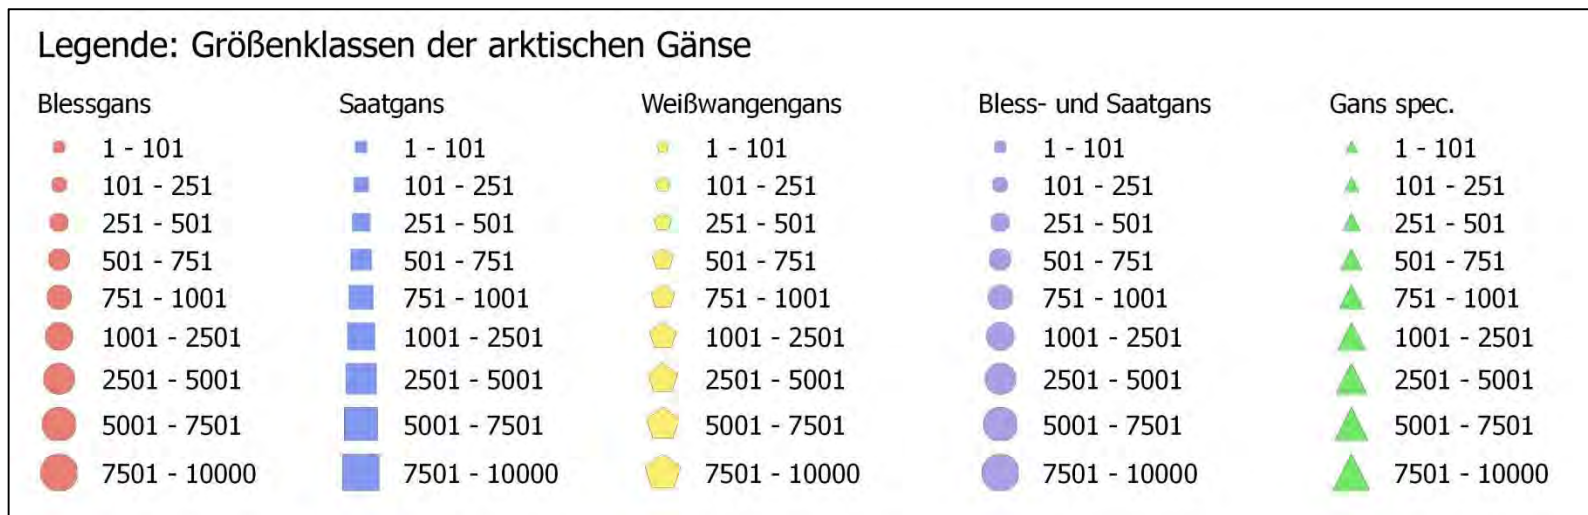 Legende: Größenklassen der arktischen Gänse
Blessgans Saatgans Weißwangengans Bless- und Saatgans Gans spec.
1 - 101 1 - 101 1 - 101 1 - 101 1 - 101
101 - 251 101 - 251 101 - 251 101 - 251 101 - 251
251 - 501 251 - 501 251 - 501 251 - 501 251 - 501
501 - 751 501 - 751 501 - 751 501 - 751 501 - 751
751 - 1001 751 - 1001 751 - 1001 751 - 1001 751 - 1001
1001 - 2501 1001 - 2501 1001 - 2501 1001 - 2501 1001 - 2501
2501 - 5001 2501 - 5001 2501 - 5001 2501 - 5001 2501 - 5001
5001 - 7501 5001 - 7501 5001 - 7501 5001 - 7501 5001 - 7501
7501 - 10000 7501 - 10000 7501 - 10000 7501 - 10000 7501 - 10000